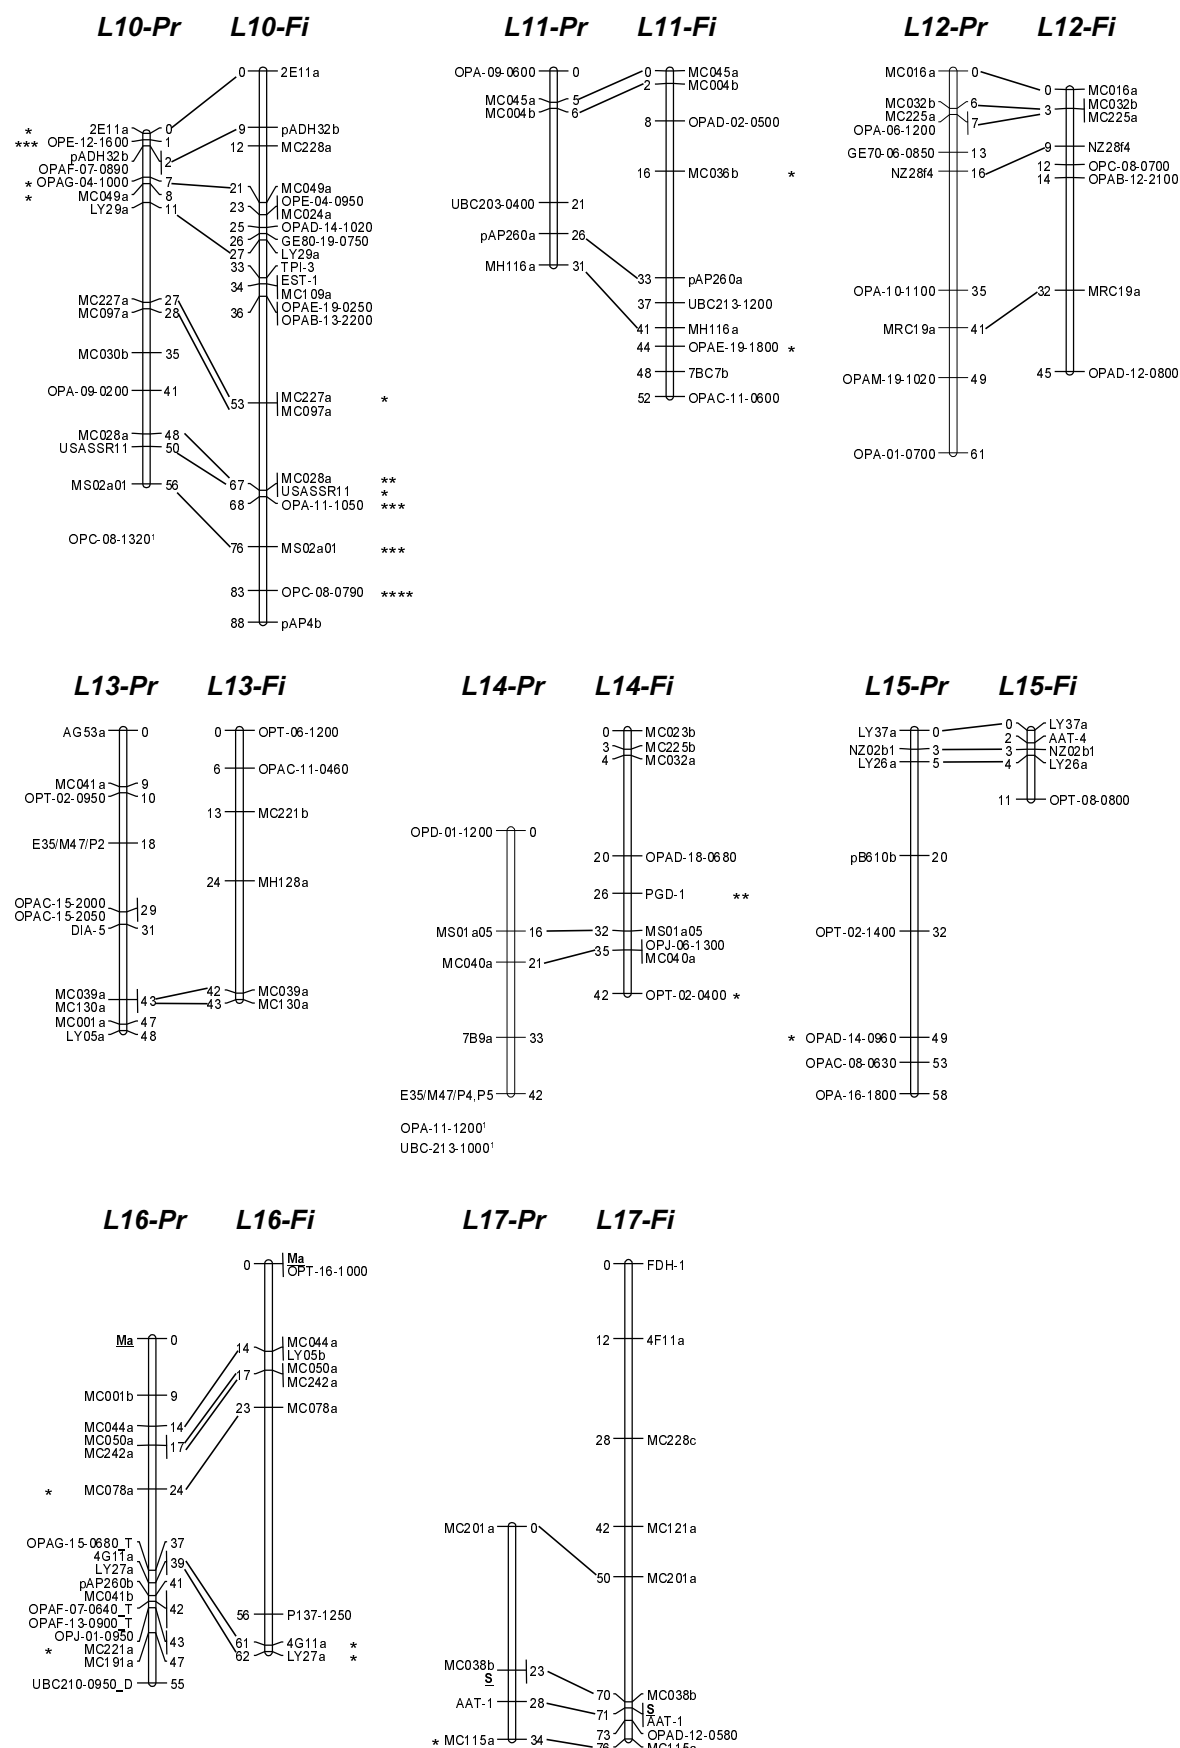 L10-Pr L10-Fi L11-Pr L11-Fi L12-Pr L12-Fi
0 2E11a
* 2E11a 0
*** OPE-12-1600 1
pADH32b 2
OPAF-07-0890
* OPAG-04-1000 7
* MC049a 8
LY29a 11
MC227a 27
MC097a 28
MC030b 35
OPA-09-0200 41
MC028a 48
USASSR11 50
MS02a01 56
OPC-08-1320¹
9 pADH32b
12 MC228a
21 MC049a
23 OPE-04-0950
MC024a
25 OPAD-14-1020
26 GE80-19-0750
27 LY29a
33 TPI-3
34 EST-1
MC109a
36 OPAE-19-0250
OPAB-13-2200
53 MC227a *
MC097a
67 MC028a **
USASSR11 *
68 OPA-11-1050 ***
76 MS02a01 ***
83 OPC-08-0790 ****
88 pAP4b
OPA-09-0600 0
MC045a 5
MC004b 6
UBC203-0400 21
pAP260a 26
MH116a 31
0 MC045a
2 MC004b
8 OPAD-02-0500
16 MC036b *
33 pAP260a
37 UBC213-1200
41 MH116a
44 OPAE-19-1800 *
48 7BC7b
52 OPAC-11-0600
MC016a 0
MC032b 6
MC225a 7
OPA-06-1200
GE70-06-0850 13
NZ28f4 16
OPA-10-1100 35
MRC19a 41
OPAM-19-1020 49
OPA-01-0700 61
0 MC016a
3 MC032b
MC225a
9 NZ28f4
12 OPC-08-0700
14 OPAB-12-2100
32 MRC19a
45 OPAD-12-0800
L13-Pr L13-Fi L14-Pr L14-Fi L15-Pr L15-Fi
AG53a 0
MC041a 9
OPT-02-0950 10
E35/M47/P2 18
OPAC-15-2000 29
OPAC-15-2050
DIA-5 31
MC039a 43
MC130a
MC001a 47
LY05a 48
0 OPT-06-1200
6 OPAC-11-0460
13 MC221b
24 MH128a
42 MC039a
43 MC130a
OPD-01-1200 0
MS01a05 16
MC040a 21
7B9a 33
E35/M47/P4,P5 42
OPA-11-1200¹
UBC-213-1000¹
0 MC023b
3 MC225b
4 MC032a
20 OPAD-18-0680
26 PGD-1 **
32 MS01a05
35 OPJ-06-1300
MC040a
42 OPT-02-0400 *
LY37a 0
NZ02b1 3
LY26a 5
pB610b 20
OPT-02-1400 32
* OPAD-14-0960 49
OPAC-08-0630 53
OPA-16-1800 58
0 LY37a
2 AAT-4
3 NZ02b1
4 LY26a
11 OPT-08-0800
L16-Pr L16-Fi L17-Pr L17-Fi
Ma 0
MC001b 9
MC044a 14
MC050a 17
MC242a
* MC078a 24
OPAG-15-0680_T 37
4G11a 39
LY27a
pAP260b 41
MC041b 42
OPAF-07-0640_T
OPAF-13-0900_T
OPJ-01-0950 43
* MC221a
MC191a 47
UBC210-0950_D 55
0 Ma
OPT-16-1000
14 MC044a
LY05b
17 MC050a
MC242a
23 MC078a
56 P137-1250
61 4G11a *
62 LY27a *
MC201a 0
MC038b 23
S
AAT-1 28
* MC115a 34
0 FDH-1
12 4F11a
28 MC228c
42 MC121a
50 MC201a
70 MC038b
71 S
AAT-1
73 OPAD-12-0580
76 MC115a